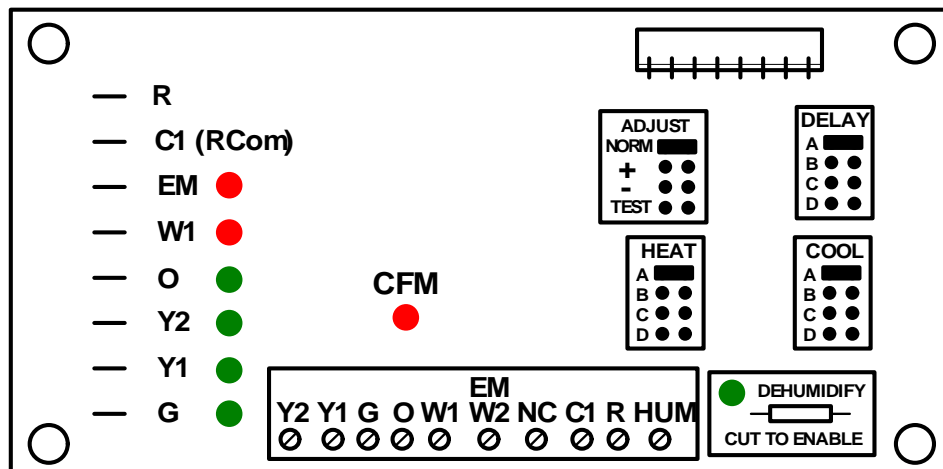 R
C1 (RCom)
EM
W1
O
Y2
Y1
G
CFM
ADJUST
NORM
+
-
TEST
DELAY
A
B
C
D
HEAT
A
B
C
D
COOL
A
B
C
D
EM
Y2 Y1 G O W1 W2 NC C1 R HUM
DEHUMIDIFY
CUT TO ENABLE